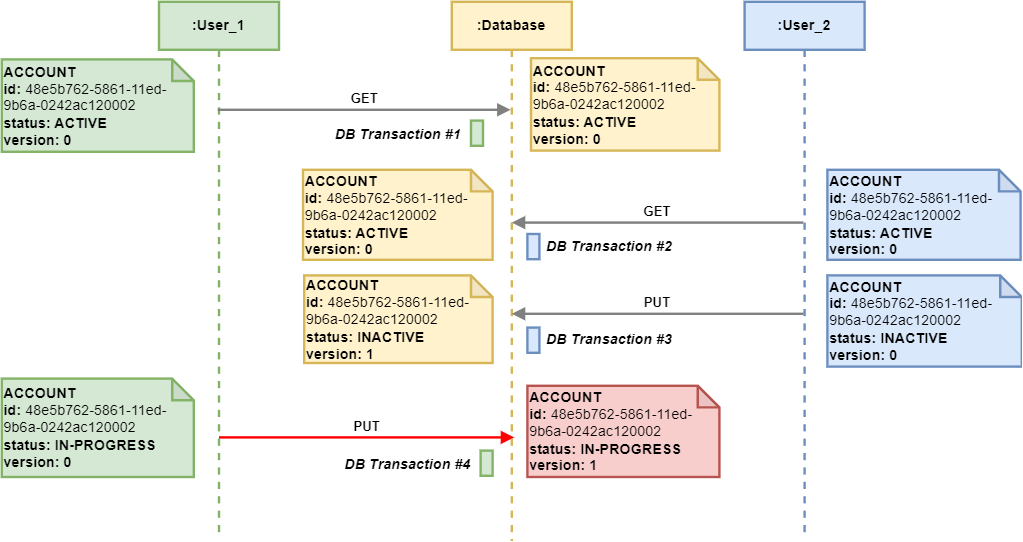 :User_1
:Database
:User_2
ACCOUNT
id: 48e5b762-5861-11ed-
9b6a-0242ac120002
status: ACTIVE
version: 0
GET
DB Transaction #1
ACCOUNT
id: 48e5b762-5861-11ed-
9b6a-0242ac120002
status: ACTIVE
version: 0
ACCOUNT
id: 48e5b762-5861-11ed-
9b6a-0242ac120002
status: ACTIVE
version: 0
GET
DB Transaction #2
ACCOUNT
id: 48e5b762-5861-11ed-
9b6a-0242ac120002
status: ACTIVE
version: 0
ACCOUNT
id: 48e5b762-5861-11ed-
9b6a-0242ac120002
status: INACTIVE
version: 1
PUT
DB Transaction #3
ACCOUNT
id: 48e5b762-5861-11ed-
9b6a-0242ac120002
status: INACTIVE
version: 0
ACCOUNT
id: 48e5b762-5861-11ed-
9b6a-0242ac120002
status: IN-PROGRESS
version: 0
PUT
DB Transaction #4
ACCOUNT
id: 48e5b762-5861-11ed-
9b6a-0242ac120002
status: IN-PROGRESS
version: 1